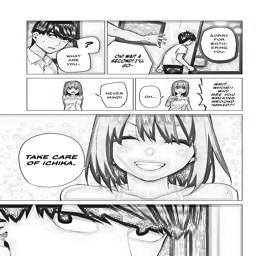 ?
WHAT
ARE
YOU-
OH! WAIT A
SECOND! I'LL
GO-
SORRY
FOR
BOTH-
ERING
YOU.
NEVER
MIND!
OH...
WAIT...
WHOA!!
WHY
ARE YOU
WALKING
AROUND
NAKED?!
TAKE CARE
OF ICHIKA.